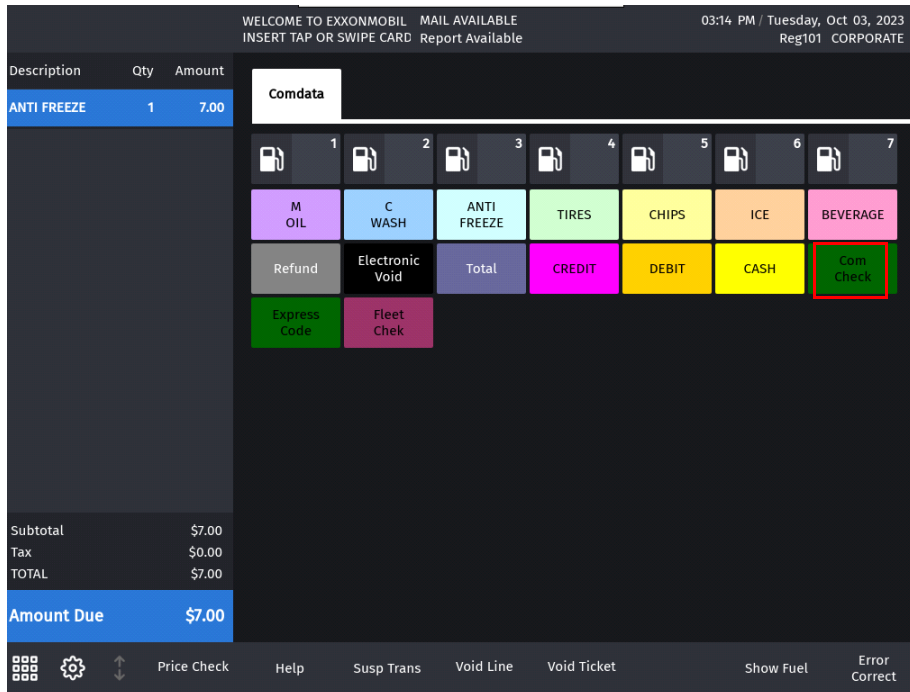 WELCOME TO EXXONMOBIL MAIL AVAILABLE
INSERT TAP OR SWIPE CARD Report Available
03:14 PM / Tuesday, Oct 03, 2023
Reg101 CORPORATE
Description Qty Amount
ANTI FREEZE 1 7.00
Comdata
1 2 3 4 5 6 7
M
OIL
C
WASH
ANTI
FREEZE
TIRES
CHIPS
ICE
BEVERAGE
Refund
Electronic
Void
Total
CREDIT
DEBIT
CASH
Com
Check
Express
Code
Fleet
Chek
Subtotal $7.00
Tax $0.00
TOTAL $7.00
Amount Due $7.00
Price Check
Help
Susp Trans
Void Line
Void Ticket
Show Fuel
Error
Correct